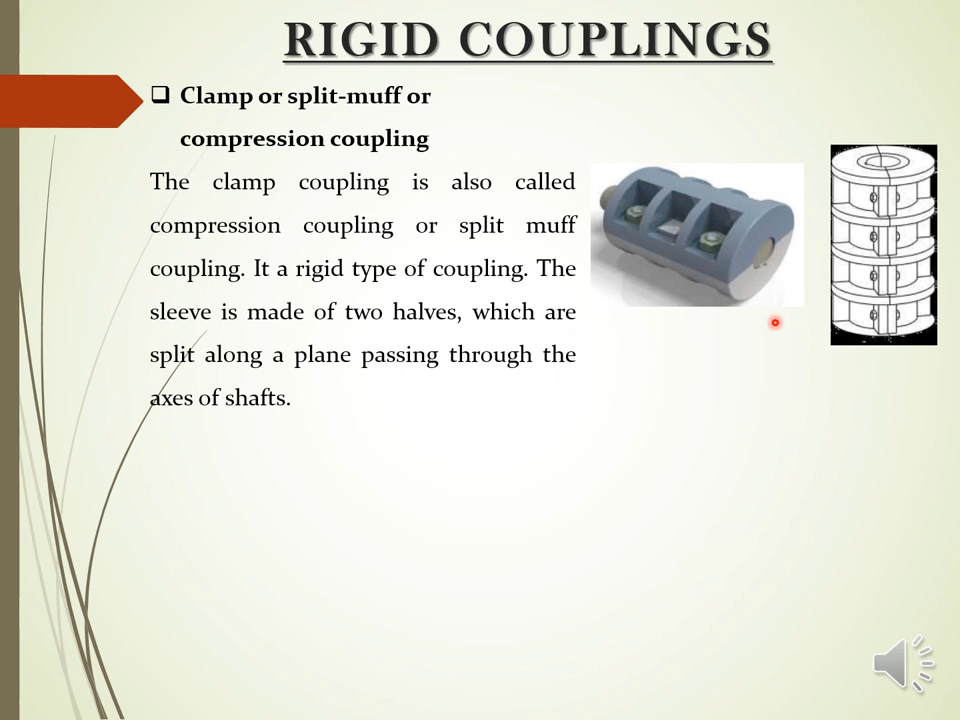 RIGID COUPLINGS
❑ Clamp or split-muff or
compression coupling
The clamp coupling is also called
compression coupling or split muff
coupling. It a rigid type of coupling. The
sleeve is made of two halves, which are
split along a plane passing through the
axes of shafts.